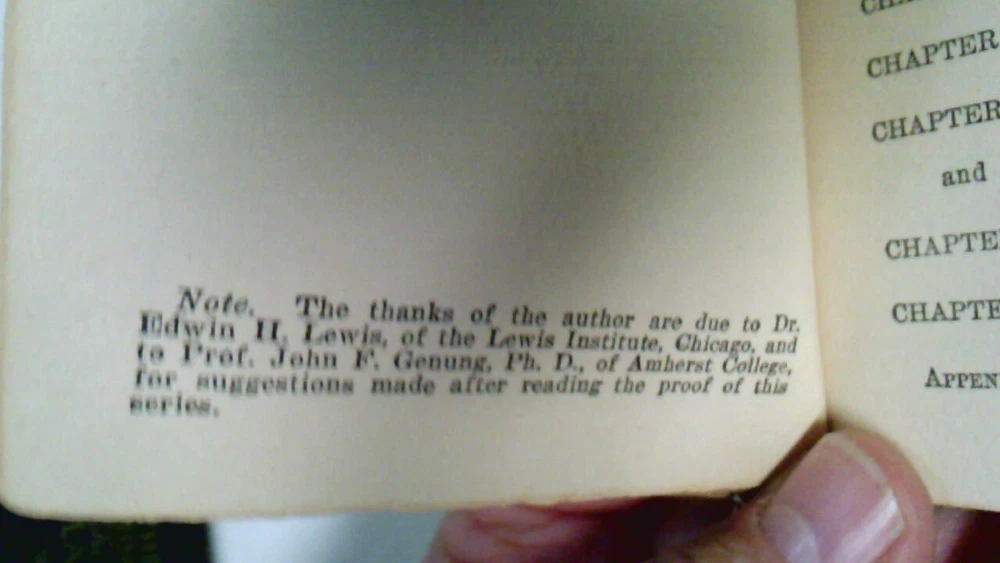 Note. The thanks of the author are due to Dr.
Edwin H. Lewis, of the Lewis Institute, Chicago, and
to Prof. John F. Genung, Ph. D., of Amherst College,
for suggestions made after reading the proof of this
series.
CHAPTER
CHAPTER
and
CHAPTE
CHAPTE
APPEN